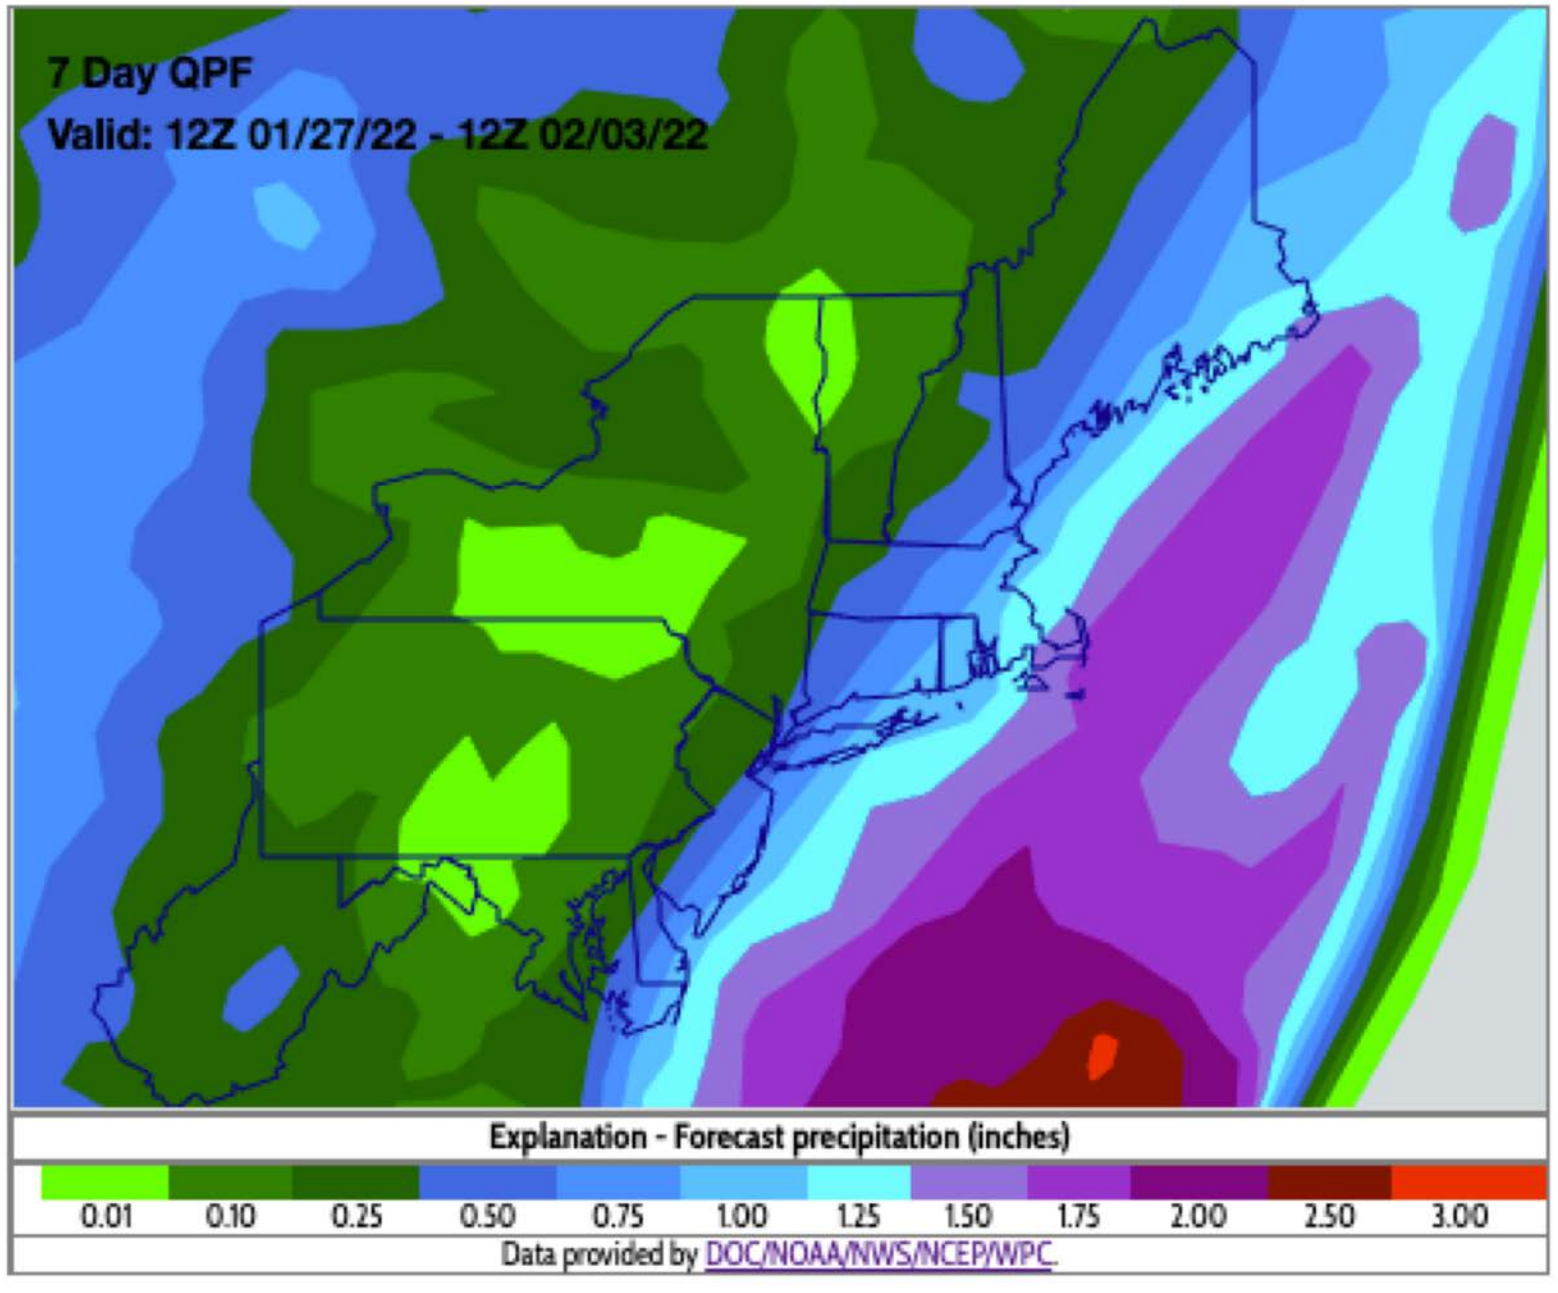 7 Day QPF
Valid: 12Z 01/27/22 - 12Z 02/03/22
Explanation - Forecast precipitation (inches)
0.01 0.10 0.25 0.50 0.75 1.00 1.25 1.50 1.75 2.00 2.50 3.00
Data provided by DOC/NOAA/NWS/NCEP/WPC.